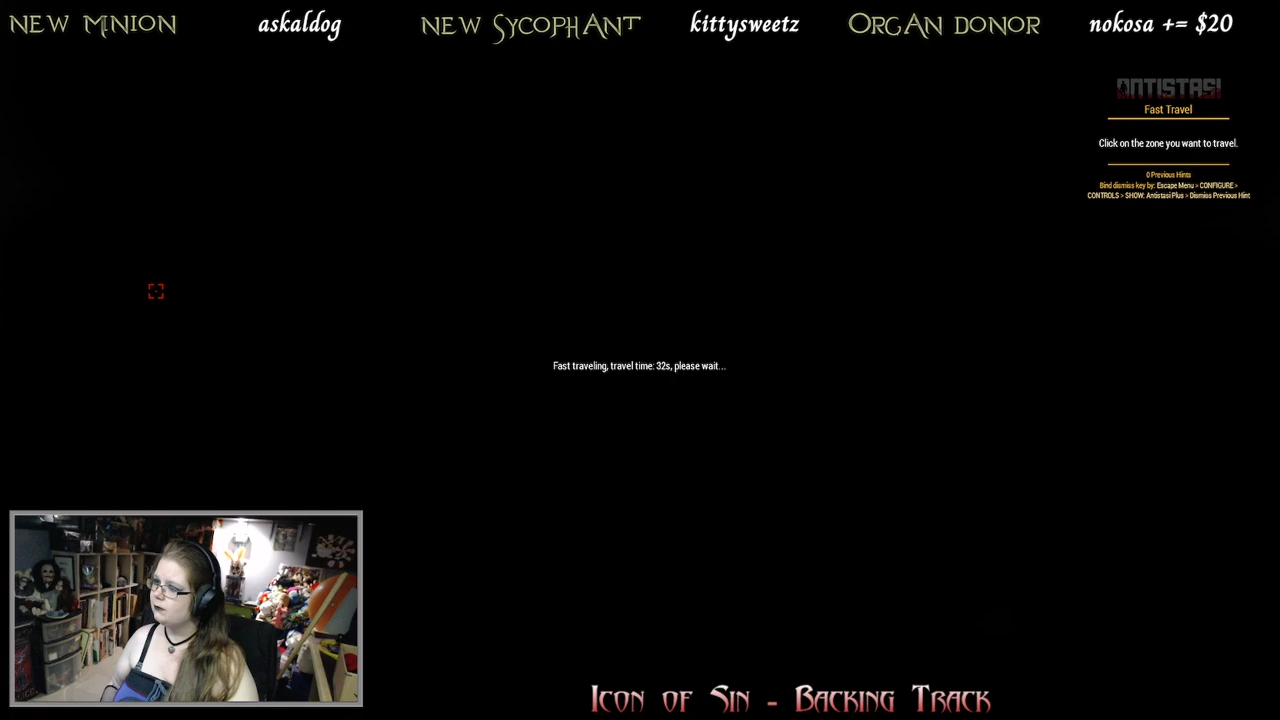 NEW MINION
askaldog
NEW SYCOPHANT
kittysweetz
ORGAN DONOR
nokosa += $20
ANTISTASI
Fast Travel
Click on the zone you want to travel.
0 Previous Hints
Bind dismiss key by: Escape Menu > CONFIGURE >
CONTROLS > SHOW: Antistasi Plus > Dismiss Previous Hint
Fast traveling, travel time: 32s, please wait...
ICON OF SIN - BACKING TRACK